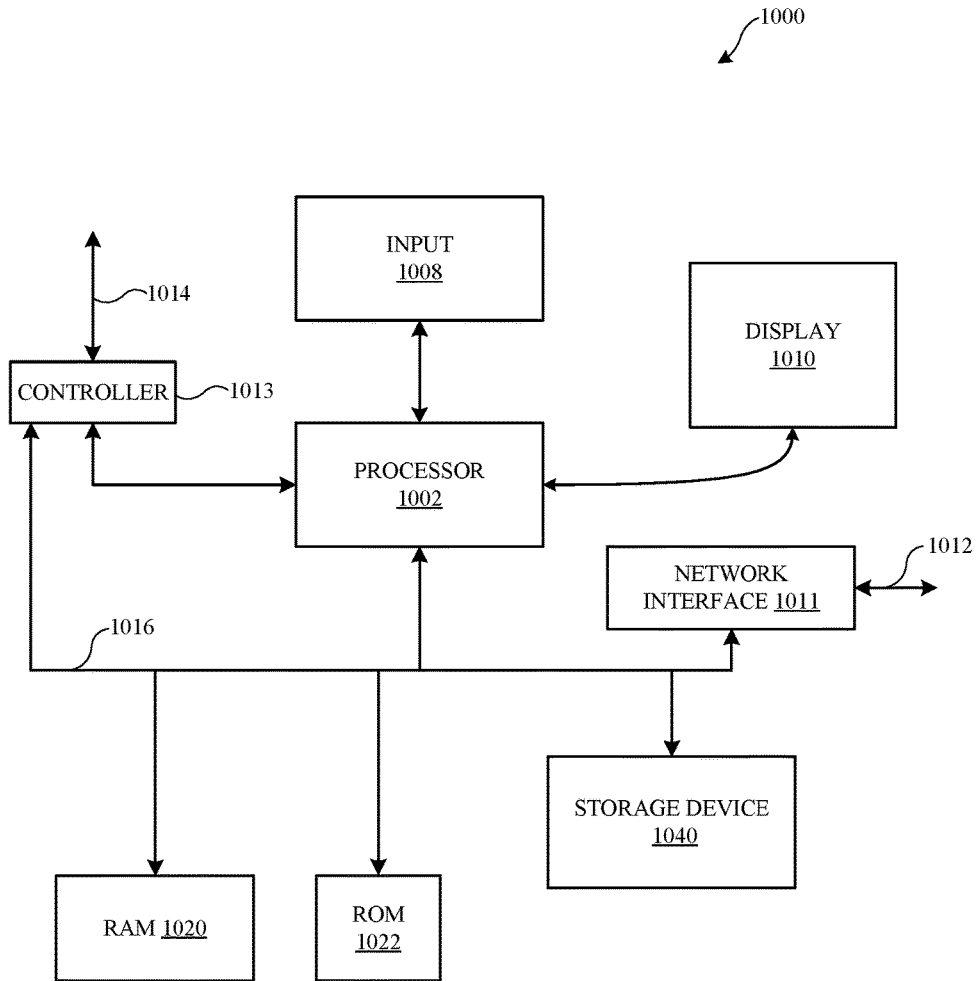 1000
INPUT
1008
1014
DISPLAY
1010
CONTROLLER
1013
PROCESSOR
1002
1012
NETWORK
INTERFACE 1011
1016
STORAGE DEVICE
1040
RAM 1020
ROM
1022